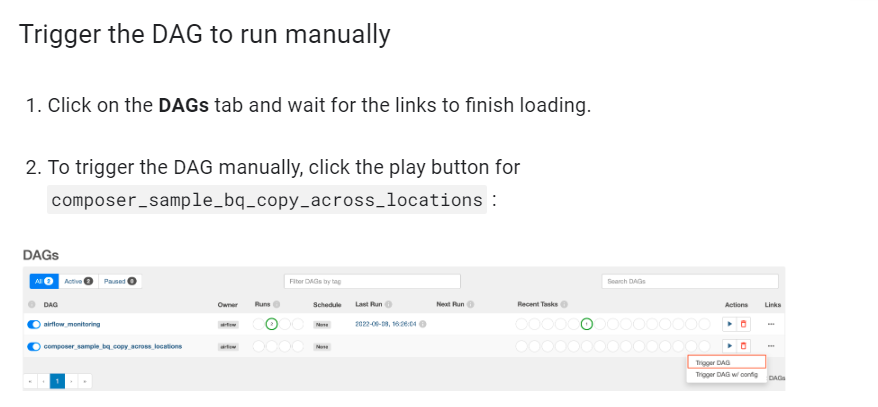 Trigger the DAG to run manually
1. Click on the DAGs tab and wait for the links to finish loading.
2. To trigger the DAG manually, click the play button for
composer_sample_bq_copy_across_locations :
DAGs
All 2 Active 2 Paused 0 Filter DAGs by tag Search DAGs
DAG Owner Runs Schedule Last Run Next Run Recent Tasks Actions Links
airflow_monitoring airflow 2 None 2022-09-09, 16:26:04 1 ...
composer_sample_bq_copy_across_locations airflow None ...
Trigger DAG
Trigger DAG w/ config DAGs
« ‹ 1 › »